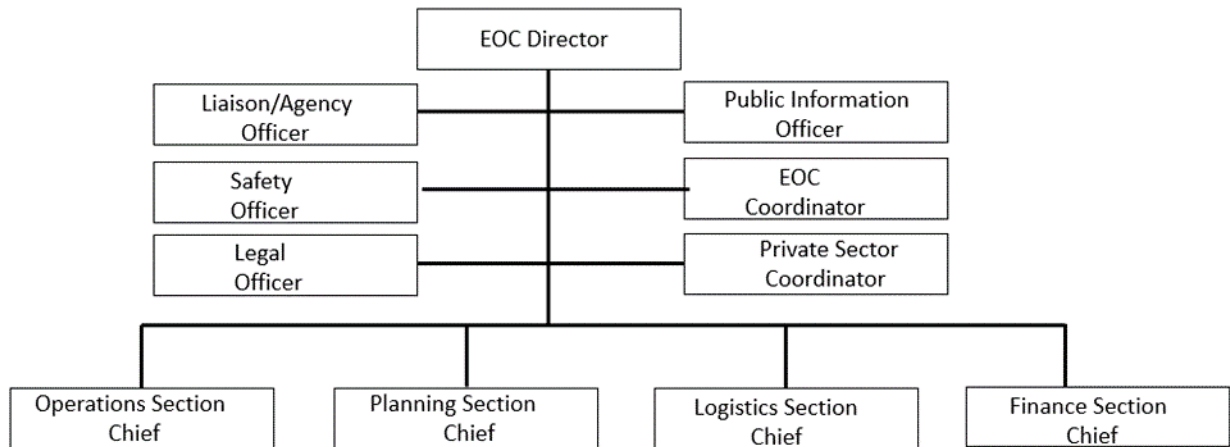 EOC Director
Liaison/Agency
Officer
Public Information
Officer
Safety
Officer
EOC
Coordinator
Legal
Officer
Private Sector
Coordinator
Operations Section
Chief
Planning Section
Chief
Logistics Section
Chief
Finance Section
Chief